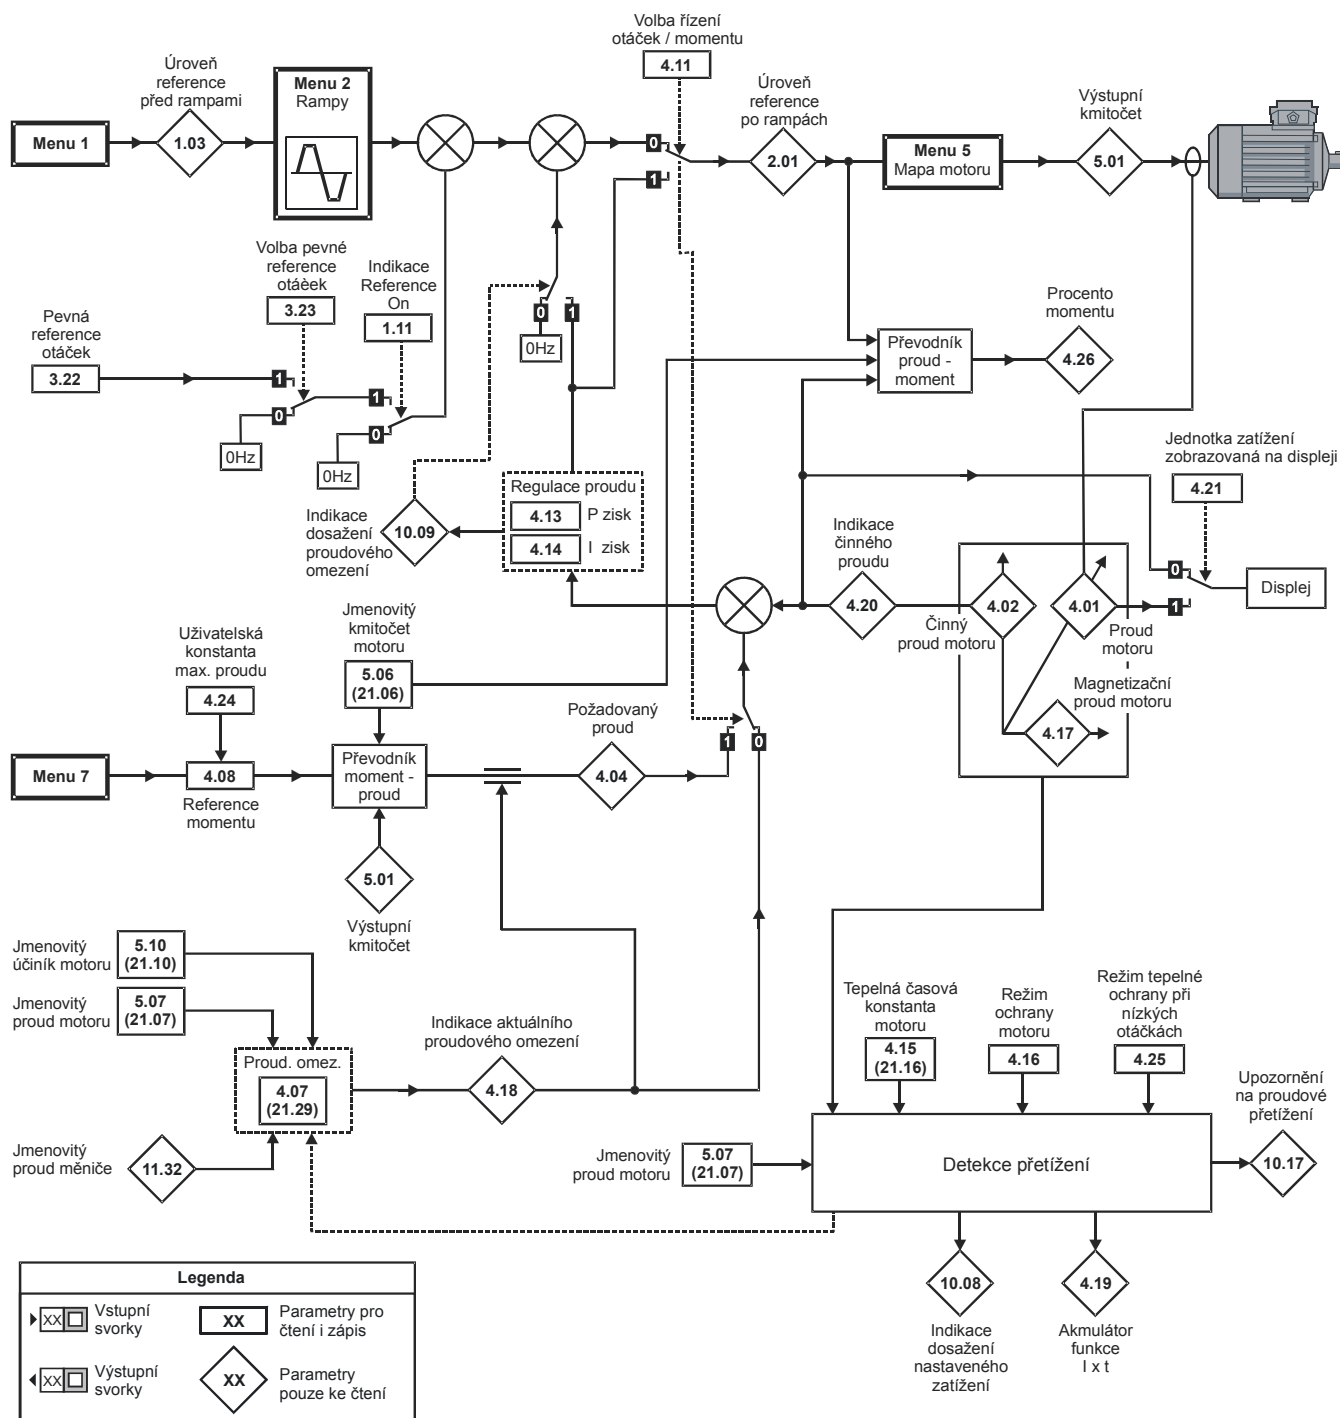 Volba řízení
otáček / momentu
4.11
Úroveň
reference
před rampami
Menu 2
Rampy
Úroveň
reference
po rampách
Výstupní
kmitočet
Menu 1
1.03
0
1
2.01
Menu 5
Mapa motoru
5.01
Volba pevné
reference
otáèek
3.23
Indikace
Reference
On
1.11
Pevná
reference
otáček
3.22
1
0
0Hz
1
0
0Hz
0
1
0Hz
Převodník
proud -
moment
Procento
momentu
4.26
Jednotka zatížení
zobrazovaná na displeji
4.21
Indikace
dosažení
proudového
omezení
10.09
Regulace proudu
4.13
P zisk
4.14
I zisk
Indikace
činného
proudu
4.20
4.02
Činný
proud motoru
4.01
Proud
motoru
0
1
Displej
Magnetizační
proud motoru
4.17
Uživatelská
konstanta
max. proudu
4.24
Jmenovitý
kmitočet
motoru
5.06
(21.06)
Požadovaný
proud
1
0
Menu 7
4.08
Reference
momentu
Převodník
moment -
proud
4.04
5.01
Výstupní
kmitočet
Jmenovitý
účiník motoru
5.10
(21.10)
Jmenovitý
proud motoru
5.07
(21.07)
Proud. omez.
4.07
(21.29)
Indikace aktuálního
proudového omezení
4.18
Jmenovitý
proud měniče
11.32
Tepelná časová
konstanta
motoru
4.15
(21.16)
Režim
ochrany
motoru
4.16
Režim tepelné
ochrany při
nízkých
otáčkách
4.25
Upozornění
na proudové
přetížení
10.17
Jmenovitý
proud motoru
5.07
(21.07)
Detekce přetížení
10.08
Indikace
dosažení
nastaveného
zatížení
4.19
Akmulátor
funkce
I x t
Legenda
XX
Vstupní
svorky
XX
Parametry pro
čtení i zápis
XX
Výstupní
svorky
XX
Parametry
pouze ke čtení